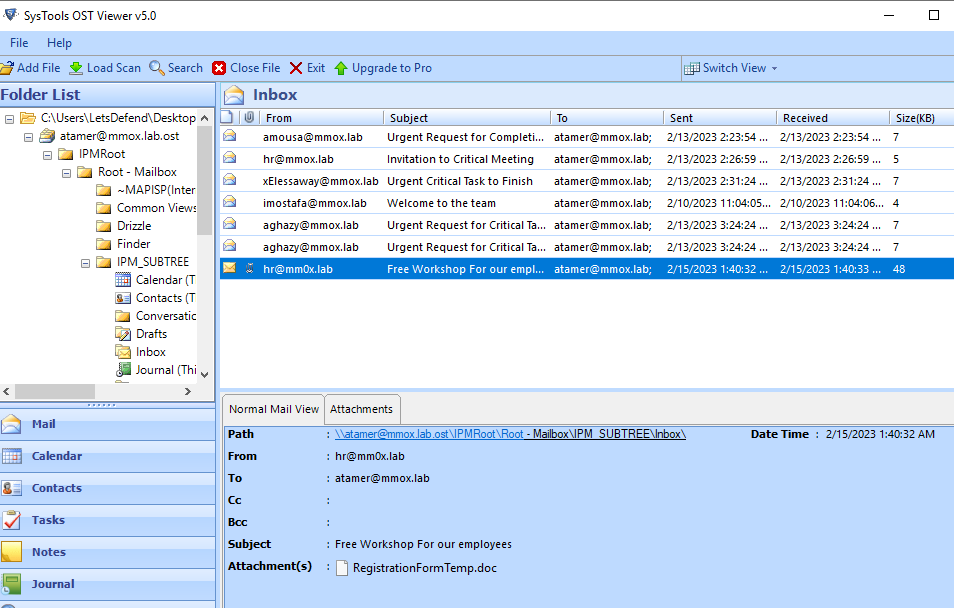 SysTools OST Viewer v5.0
File Help
Add File Load Scan Search Close File Exit Upgrade to Pro Switch View
Folder List
C:\Users\LetsDefend\Desktop
atamer@mmox.lab.ost
IPMRoot
Root - Mailbox
~MAPISP(Inter
Common Views
Drizzle
Finder
IPM_SUBTREE
Calendar (T
Contacts (T
Conversatic
Drafts
Inbox
Journal (Thi
Mail
Calendar
Contacts
Tasks
Notes
Journal
Inbox
From Subject To Sent Received Size(KB)
amousa@mmox.lab Urgent Request for Completi... atamer@mmox.lab; 2/13/2023 2:23:54 ... 2/13/2023 2:23:54 ... 7
hr@mmox.lab Invitation to Critical Meeting atamer@mmox.lab; 2/13/2023 2:26:59 ... 2/13/2023 2:26:59 ... 5
xElessaway@mmox.lab Urgent Critical Task to Finish atamer@mmox.lab; 2/13/2023 2:31:24 ... 2/13/2023 2:31:24 ... 7
imostafa@mmox.lab Welcome to the team atamer@mmox.lab; 2/10/2023 11:04:05... 2/10/2023 11:04:06... 4
aghazy@mmox.lab Urgent Request for Critical Ta... atamer@mmox.lab; 2/13/2023 3:24:24 ... 2/13/2023 3:24:24 ... 7
aghazy@mmox.lab Urgent Request for Critical Ta... atamer@mmox.lab; 2/13/2023 3:24:24 ... 2/13/2023 3:24:24 ... 7
hr@mm0x.lab Free Workshop For our empl... atamer@mmox.lab; 2/15/2023 1:40:32 ... 2/15/2023 1:40:33 ... 48
Normal Mail View Attachments
Path : \\atamer@mmox.lab.ost\IPMRoot\Root - Mailbox\IPM_SUBTREE\Inbox\ Date Time : 2/15/2023 1:40:32 AM
From : hr@mm0x.lab
To : atamer@mmox.lab
Cc :
Bcc :
Subject : Free Workshop For our employees
Attachment(s) : RegistrationFormTemp.doc